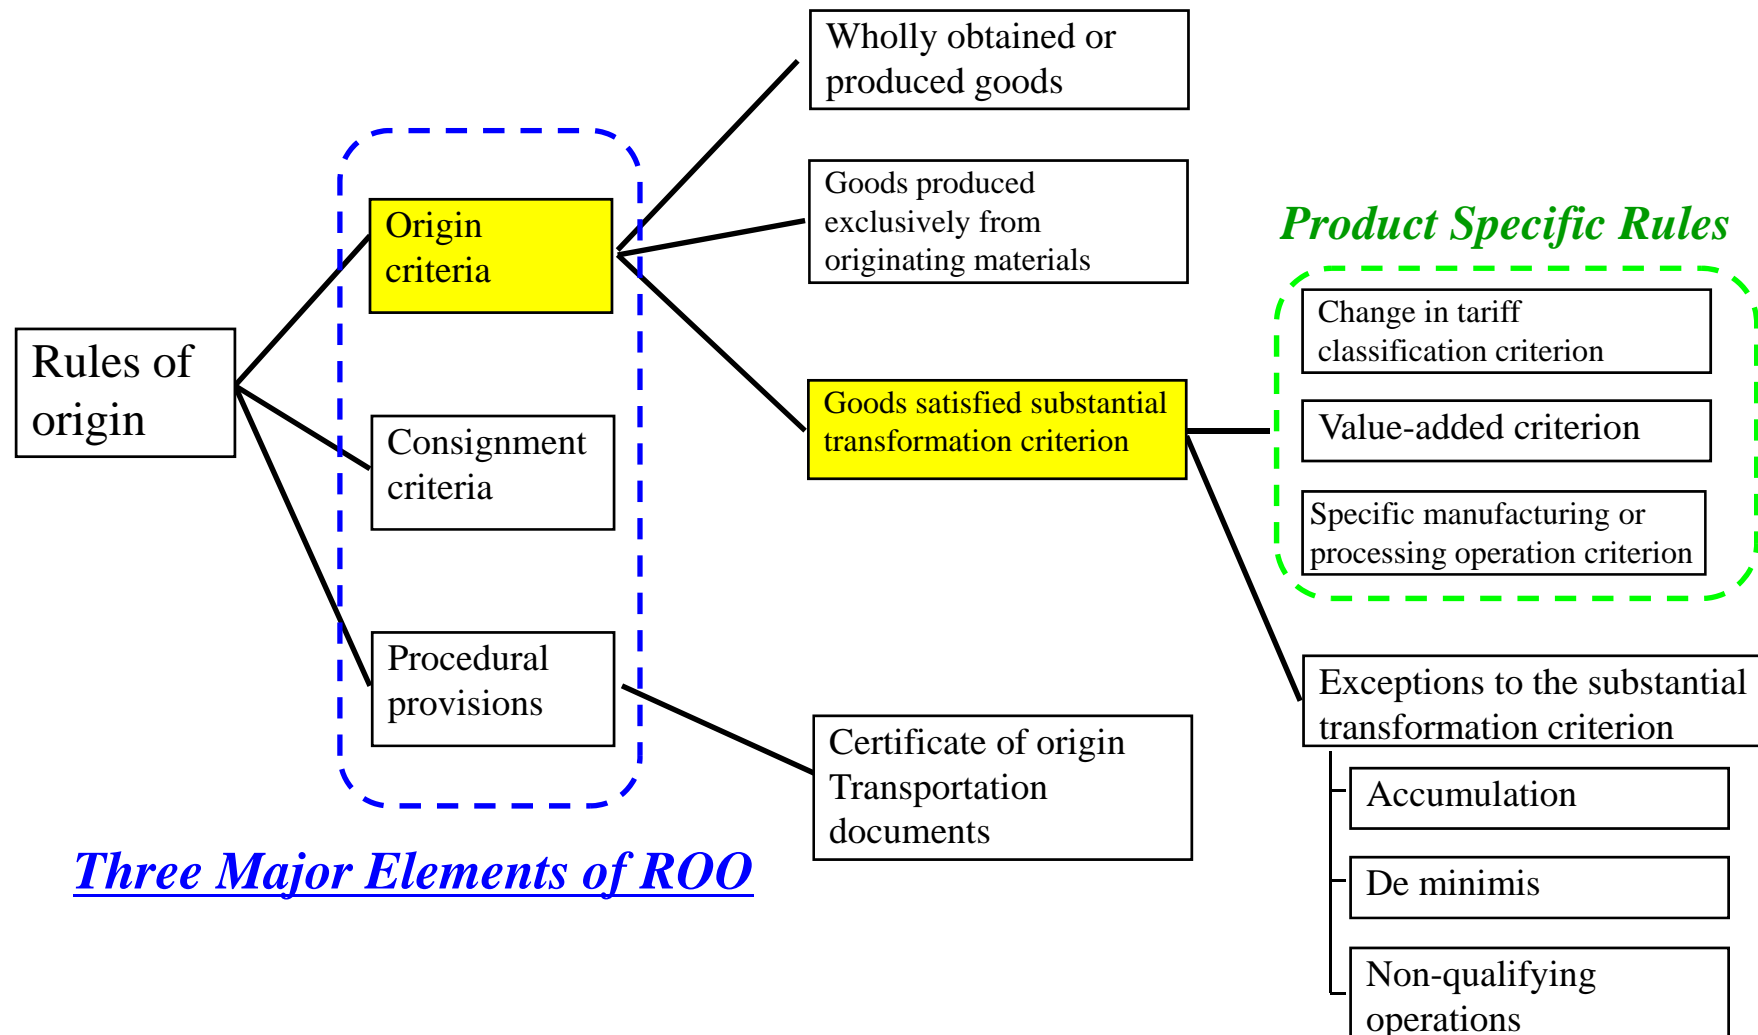 Rules of
origin
Origin
criteria
Consignment
criteria
Procedural
provisions
Three Major Elements of ROO
Wholly obtained or
produced goods
Goods produced
exclusively from
originating materials
Goods satisfied substantial
transformation criterion
Certificate of origin
Transportation
documents
Product Specific Rules
Change in tariff
classification criterion
Value-added criterion
Specific manufacturing or
processing operation criterion
Exceptions to the substantial
transformation criterion
Accumulation
De minimis
Non-qualifying
operations